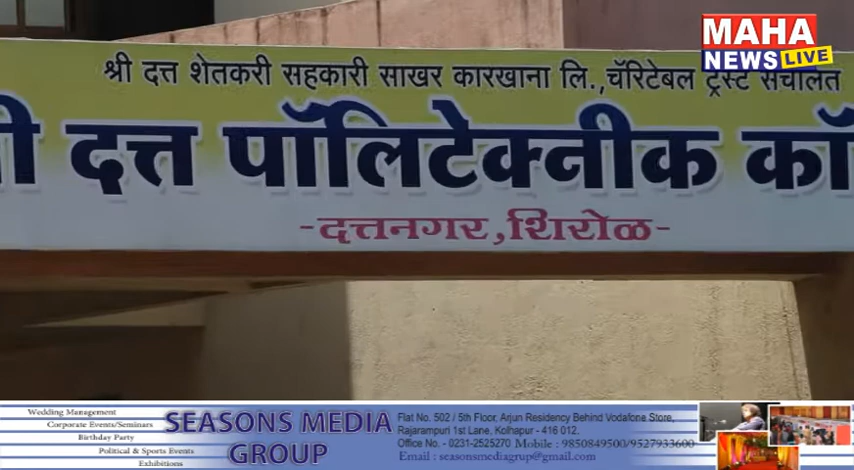 MAHA
NEWS LIVE
श्री दत्त शेतकरी सहकारी साखर कारखाना लि.,चॅरिटेबल ट्रस्ट संचलित
दत्त पॉलिटेक्नीक
-दत्तनगर,शिरोळ-
Wedding Management
Corporate Events/Seminars
Birthday Party
Political & Sports Events
Exhibitions
SEASONS MEDIA
GROUP
Flat No. 502 / 5th Floor, Arjun Residency Behind Vodafone Store,
Rajarampuri 1st Lane, Kolhapur - 416 012.
Office No. - 0231-2525270 Mobile : 9850849500/9527933600
Email : seasonsmediagrup@gmail.com